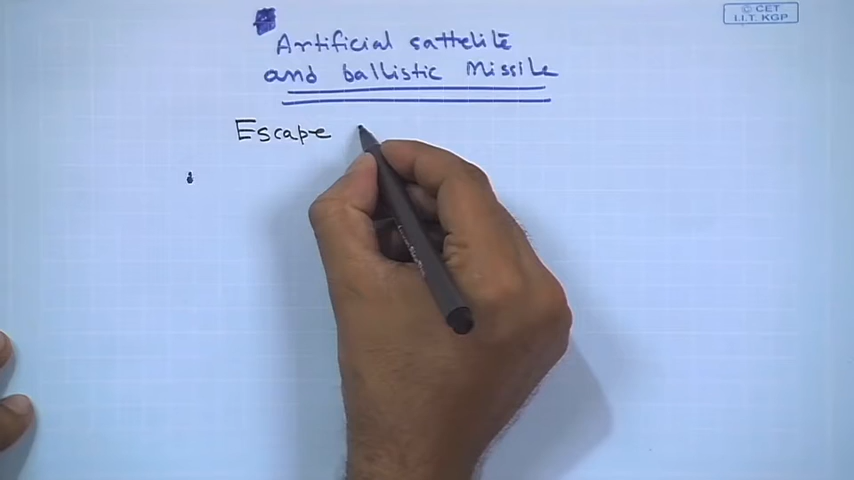 © CET
I.I.T. KGP
Artificial sattelite
and ballistic Missile
Escape